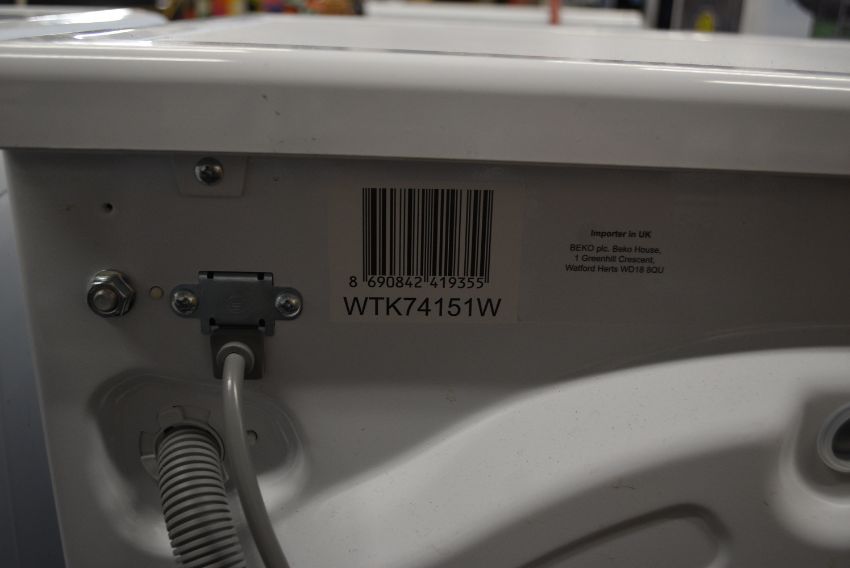 8 690842 419355
WTK74151W
Importer in UK
BEKO plc. Beko House,
1 Greenhill Crescent,
Watford Herts WD18 8QU